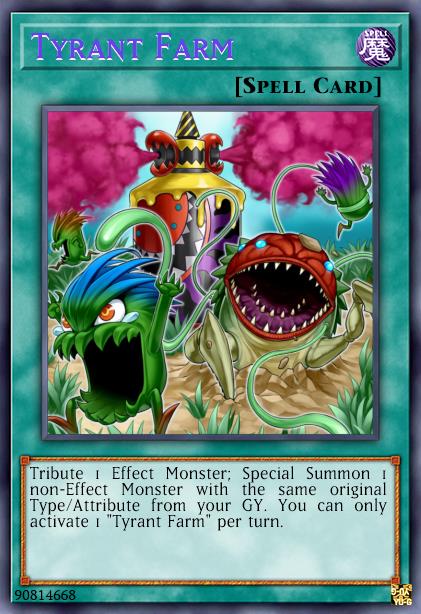 Tyrant Farm
魔
[Spell Card]
Tribute 1 Effect Monster; Special Summon 1
non-Effect Monster with the same original
Type/Attribute from your GY. You can only
activate 1 "Tyrant Farm" per turn.
90814668